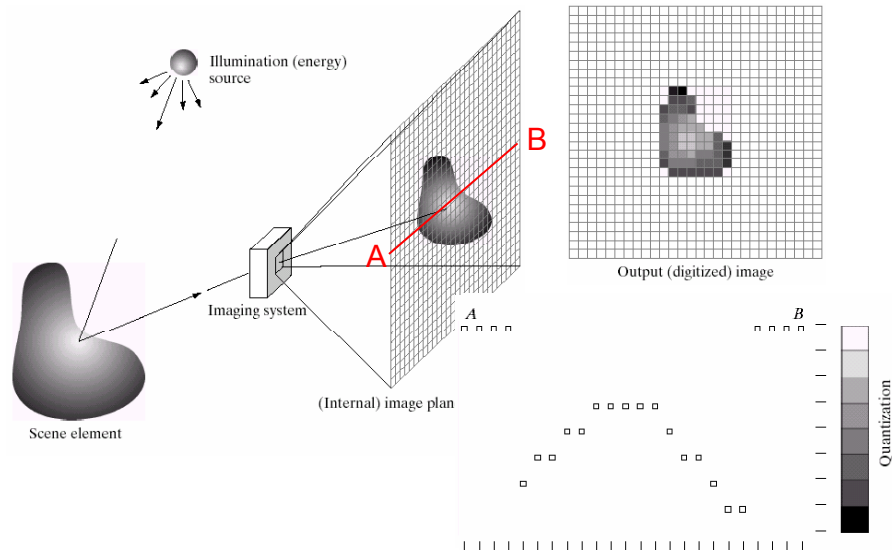 Illumination (energy)
source
B
A
Output (digitized) image
Imaging system
A
B
(Internal) image plan
Scene element
Quantization